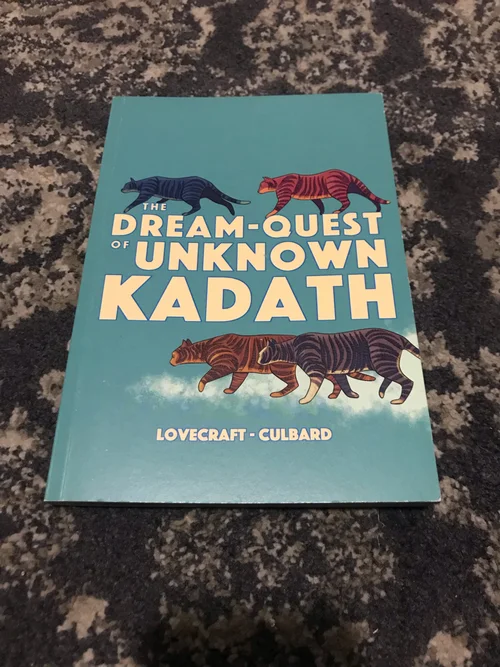 THE
DREAM-QUEST
OF UNKNOWN
KADATH
LOVECRAFT - CULBARD